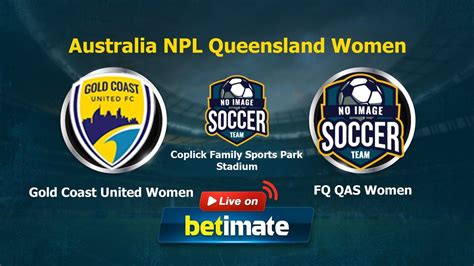 Australia NPL Queensland Women
GOLD COAST
UNITED FC
NO IMAGE
SOCCER
TEAM
NO IMAGE
SOCCER
TEAM
Coplick Family Sports Park
Stadium
Gold Coast United Women
FQ QAS Women
Live on
betimate